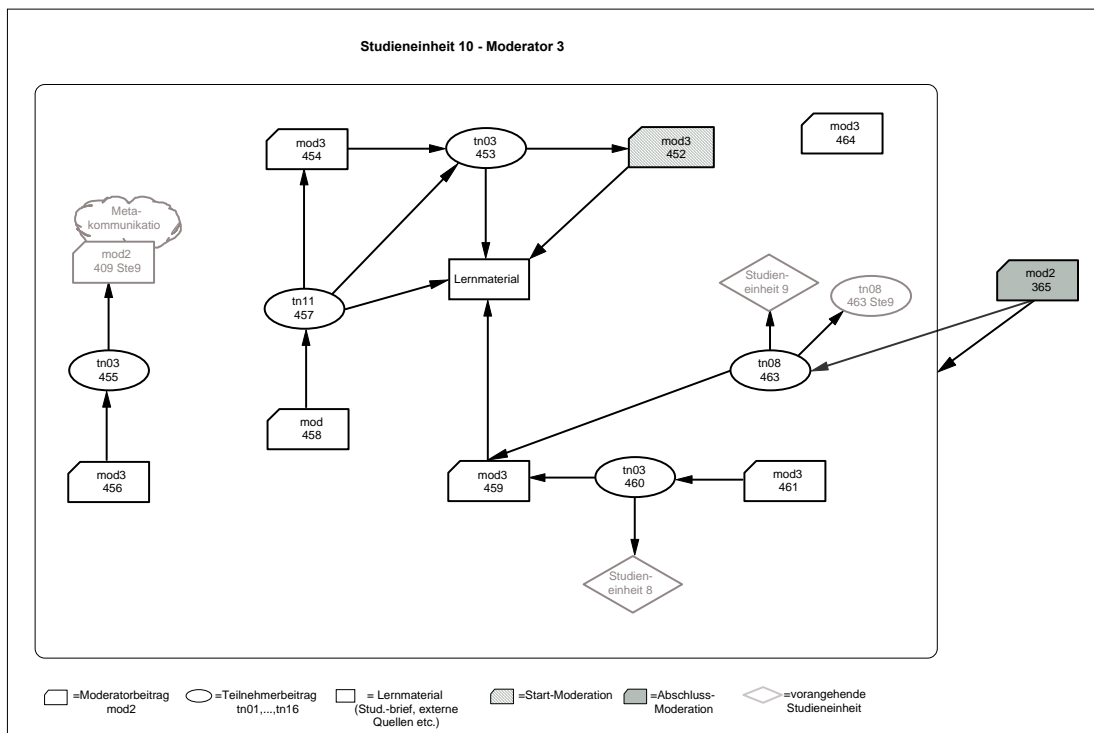 Studieneinheit 10 - Moderator 3
mod3
454
tn03
453
mod3
452
mod3
464
Meta-
kommunikatio
mod2
409 Ste9
Lernmaterial
tn11
457
Studien-
einheit 9
tn08
463 Ste9
mod2
365
tn03
455
tn08
463
mod
458
mod3
456
mod3
459
tn03
460
mod3
461
Studien-
einheit 8
=Moderatorbeitrag
mod2
=Teilnehmerbeitrag
tn01,...,tn16
= Lernmaterial
(Stud.-brief, externe
Quellen etc.)
=Start-Moderation
=Abschluss-
Moderation
=vorangehende
Studieneinheit